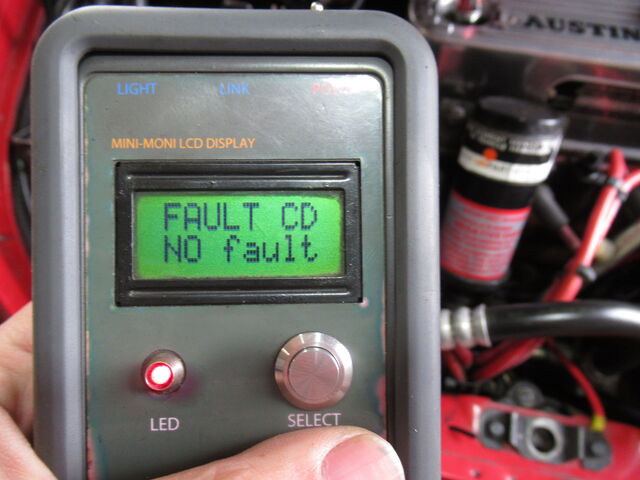 AUSTIN
LIGHT LINK
MINI-MONI LCD DISPLAY
FAULT CD
NO fault
LED SELECT